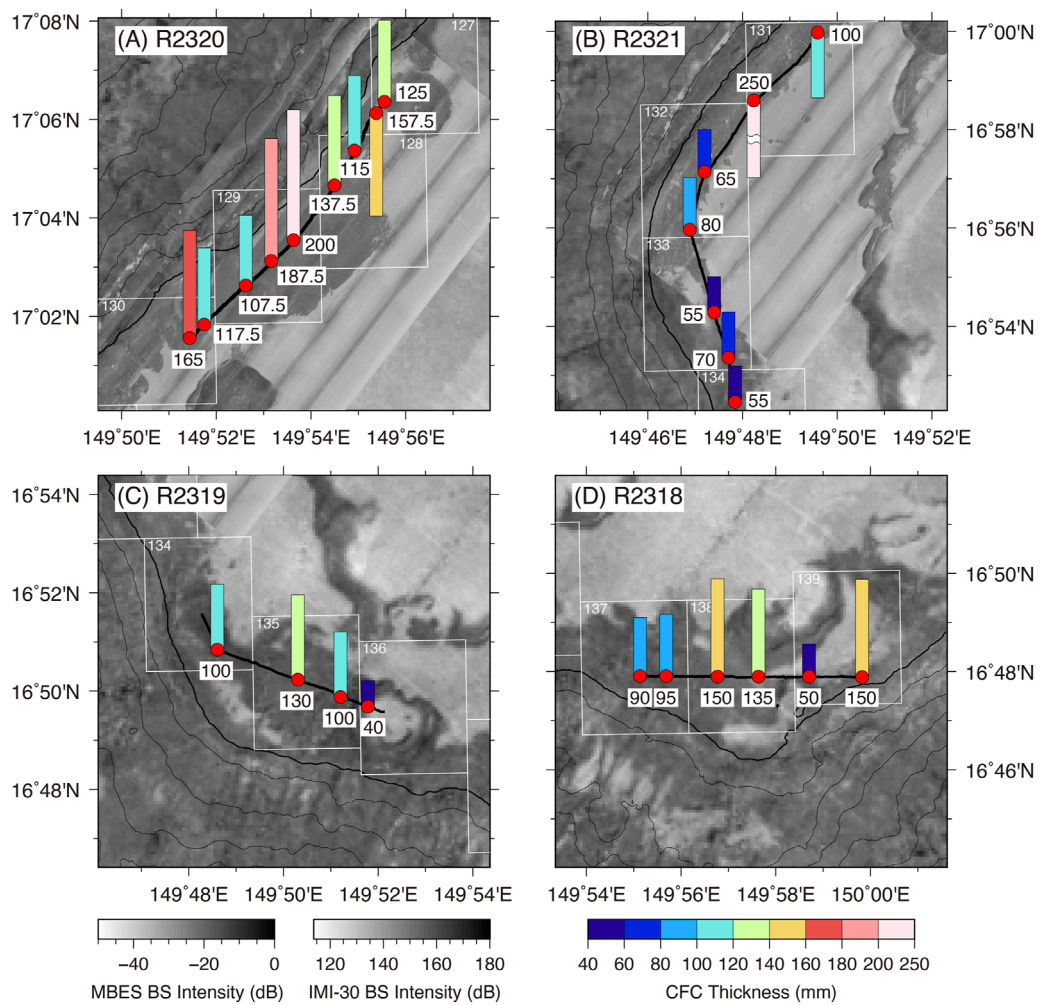 17°08'N
17°06'N
17°04'N
17°02'N
(A) R2320
127
128
129
130
125
157.5
115
137.5
200
187.5
107.5
117.5
165
149°50'E 149°52'E 149°54'E 149°56'E
(B) R2321
131
132
133
134
100
250
65
80
55
70
55
17°00'N
16°58'N
16°56'N
16°54'N
149°46'E 149°48'E 149°50'E 149°52'E
16°54'N
16°52'N
16°50'N
16°48'N
(C) R2319
134
135
136
100
130
100
40
149°48'E 149°50'E 149°52'E 149°54'E
(D) R2318
137
138
139
90 95 150 135 50 150
16°50'N
16°48'N
16°46'N
149°54'E 149°56'E 149°58'E 150°00'E
−40 −20 0
MBES BS Intensity (dB)
120 140 160 180
IMI-30 BS Intensity (dB)
40 60 80 100 120 140 160 180 200 250
CFC Thickness (mm)